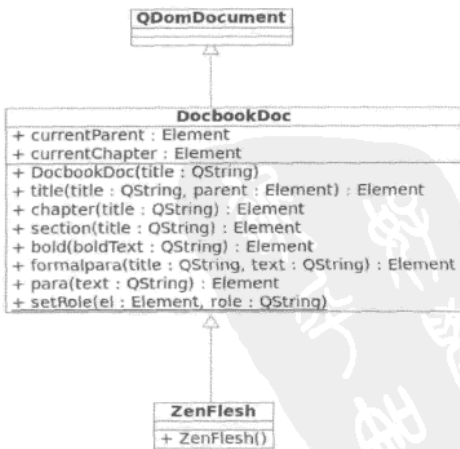 QDomDocument
DocbookDoc
+ currentParent : Element
+ currentChapter : Element
+ DocbookDoc(title : QString)
+ title(title : QString, parent : Element) : Element
+ chapter(title : QString) : Element
+ section(title : QString) : Element
+ bold(boldText : QString) : Element
+ formalpara(title : QString, text : QString) : Element
+ para(text : QString) : Element
+ setRole(el : Element, role : QString)
ZenFlesh
+ ZenFlesh()